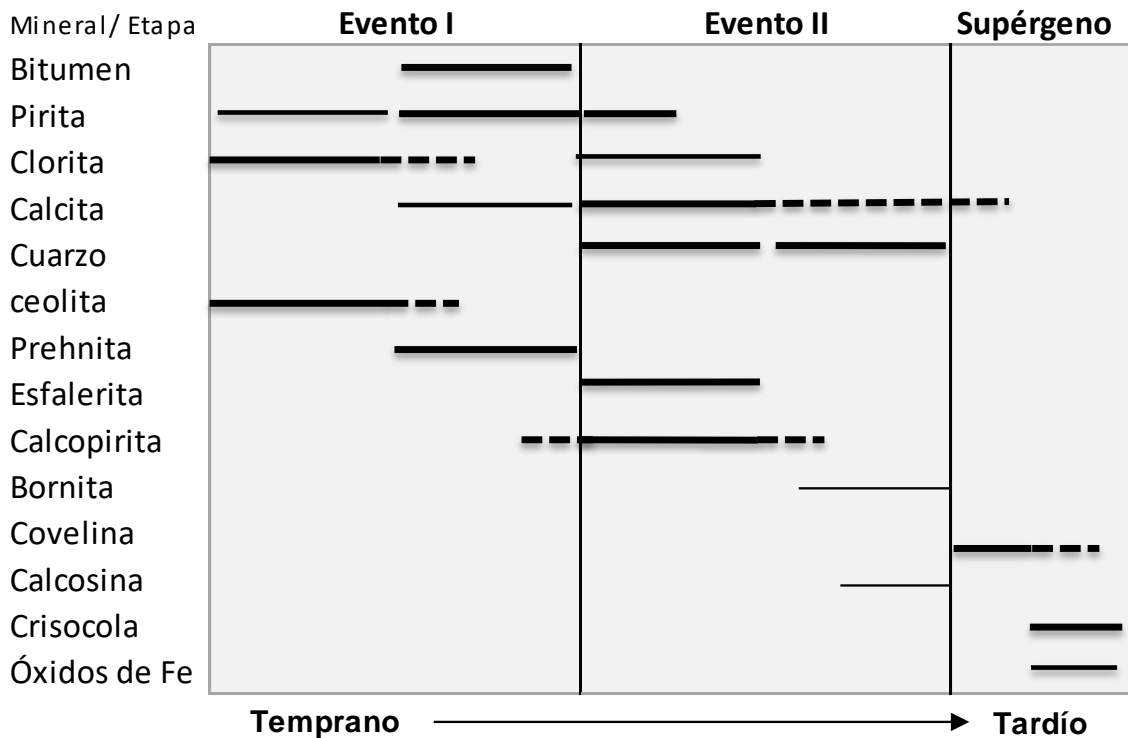 Mineral/ Etapa Evento I Evento II Supérgeno
Bitumen
Pirita
Clorita
Calcita
Cuarzo
ceolita
Prehnita
Esfalerita
Calcopirita
Bornita
Covelina
Calcosina
Crisocola
Óxidos de Fe
Temprano Tardío